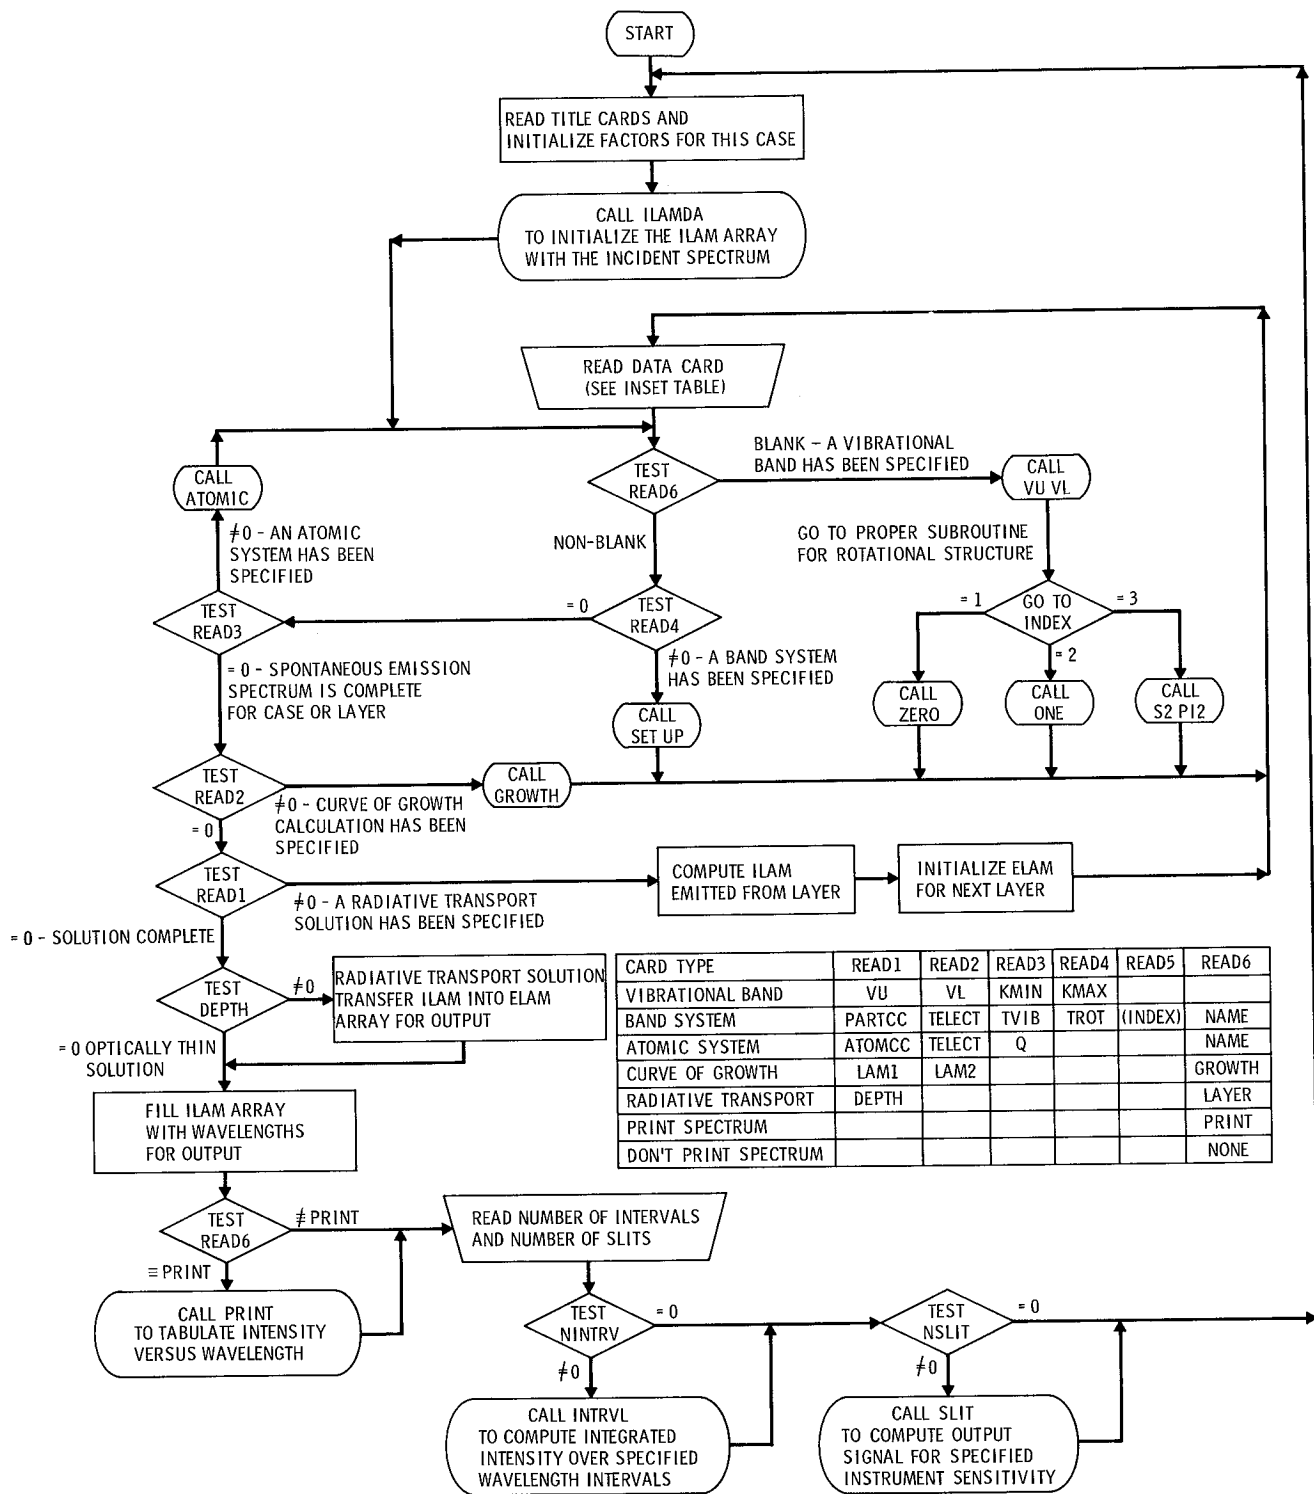 START
READ TITLE CARDS AND
INITIALIZE FACTORS FOR THIS CASE
CALL ILAMDA
TO INITIALIZE THE ILAM ARRAY
WITH THE INCIDENT SPECTRUM
READ DATA CARD
(SEE INSET TABLE)
TEST
READ6
BLANK - A VIBRATIONAL
BAND HAS BEEN SPECIFIED
CALL
VU VL
CALL
ATOMIC
≠0 - AN ATOMIC
SYSTEM HAS BEEN
SPECIFIED
NON-BLANK
GO TO PROPER SUBROUTINE
FOR ROTATIONAL STRUCTURE
TEST
READ3
= 0
TEST
READ4
= 1
GO TO
INDEX
= 3
= 2
= 0 - SPONTANEOUS EMISSION
SPECTRUM IS COMPLETE
FOR CASE OR LAYER
≠0 - A BAND SYSTEM
HAS BEEN SPECIFIED
CALL
SET UP
CALL
ZERO
CALL
ONE
CALL
S2 PI2
TEST
READ2
≠0 - CURVE OF GROWTH
CALCULATION HAS BEEN
SPECIFIED
CALL
GROWTH
= 0
TEST
READ1
≠0 - A RADIATIVE TRANSPORT
SOLUTION HAS BEEN SPECIFIED
COMPUTE ILAM
EMITTED FROM LAYER
INITIALIZE ELAM
FOR NEXT LAYER
= 0 - SOLUTION COMPLETE
TEST
DEPTH
≠0
RADIATIVE TRANSPORT SOLUTION
TRANSFER ILAM INTO ELAM
ARRAY FOR OUTPUT
= 0 OPTICALLY THIN
SOLUTION
CARD TYPE READ1 READ2 READ3 READ4 READ5 READ6
VIBRATIONAL BAND VU VL KMIN KMAX
BAND SYSTEM PARTCC TELECT TVIB TROT (INDEX) NAME
ATOMIC SYSTEM ATOMCC TELECT Q NAME
CURVE OF GROWTH LAM1 LAM2 GROWTH
RADIATIVE TRANSPORT DEPTH LAYER
PRINT SPECTRUM PRINT
DON'T PRINT SPECTRUM NONE
FILL ILAM ARRAY
WITH WAVELENGTHS
FOR OUTPUT
TEST
READ6
≢ PRINT
≡ PRINT
CALL PRINT
TO TABULATE INTENSITY
VERSUS WAVELENGTH
READ NUMBER OF INTERVALS
AND NUMBER OF SLITS
TEST
NINTRV
= 0
≠0
CALL INTRVL
TO COMPUTE INTEGRATED
INTENSITY OVER SPECIFIED
WAVELENGTH INTERVALS
TEST
NSLIT
= 0
≠0
CALL SLIT
TO COMPUTE OUTPUT
SIGNAL FOR SPECIFIED
INSTRUMENT SENSITIVITY